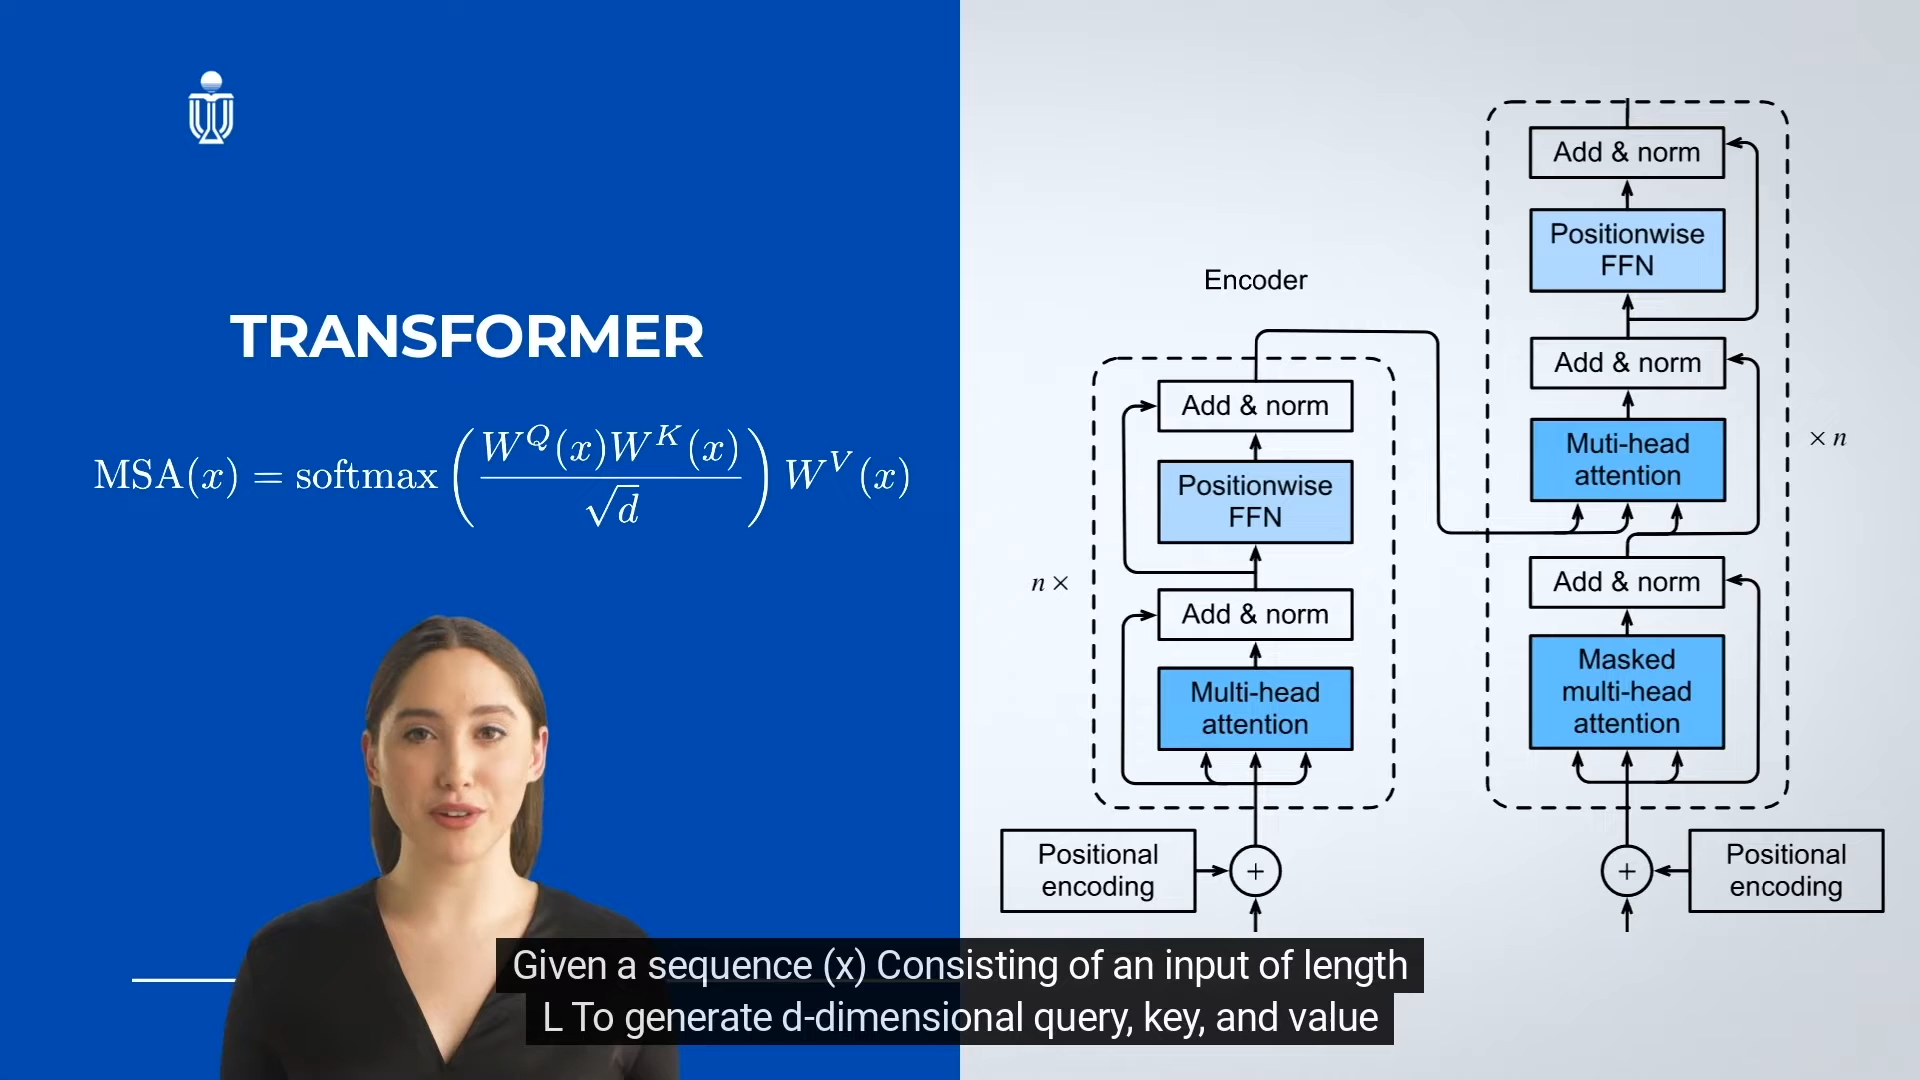 TRANSFORMER
MSA(x) = softmax ( W^Q(x)W^K(x) / √d ) W^V(x)
Encoder
n ×
Add & norm
Positionwise
FFN
Add & norm
Multi-head
attention
Positional
encoding
+
Add & norm
Positionwise
FFN
Add & norm
Muti-head
attention
× n
Add & norm
Masked
multi-head
attention
+
Positional
encoding
Given a sequence (x) Consisting of an input of length
L To generate d-dimensional query, key, and value